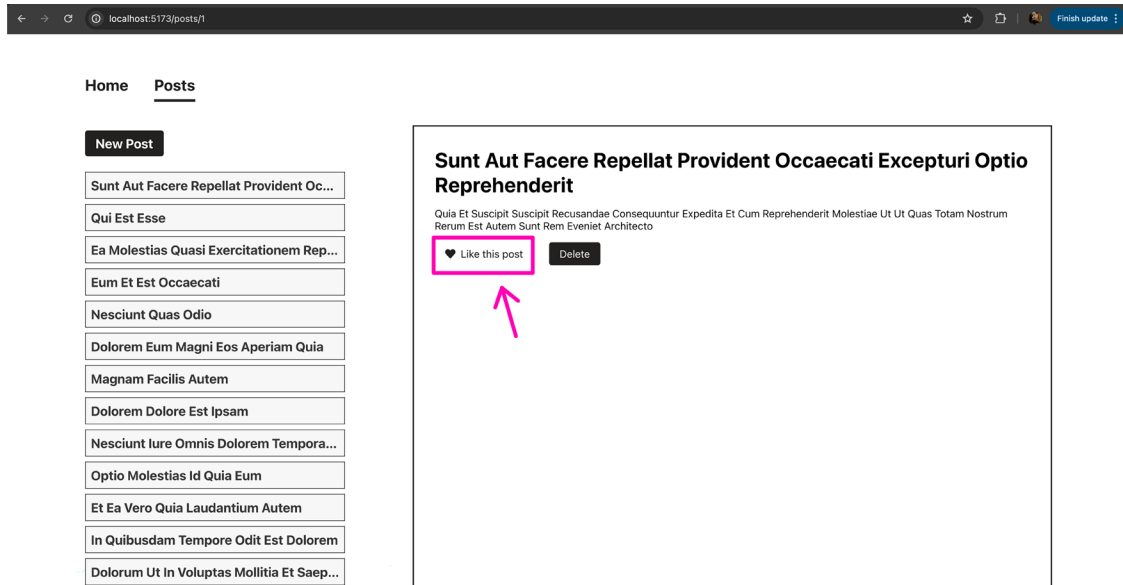 localhost:5173/posts/1
Finish update
Home
Posts
New Post
Sunt Aut Facere Repellat Provident Oc...
Qui Est Esse
Ea Molestias Quasi Exercitationem Rep...
Eum Et Est Occaecati
Nesciunt Quas Odio
Dolorem Eum Magni Eos Aperiam Quia
Magnam Facilis Autem
Dolorem Dolore Est Ipsam
Nesciunt Iure Omnis Dolorem Tempora...
Optio Molestias Id Quia Eum
Et Ea Vero Quia Laudantium Autem
In Quibusdam Tempore Odit Est Dolorem
Dolorum Ut In Voluptas Mollitia Et Saep...
Sunt Aut Facere Repellat Provident Occaecati Excepturi Optio
Reprehenderit
Quia Et Suscipit Suscipit Recusandae Consequuntur Expedita Et Cum Reprehenderit Molestiae Ut Ut Quas Totam Nostrum
Rerum Est Autem Sunt Rem Eveniet Architecto
Like this post
Delete